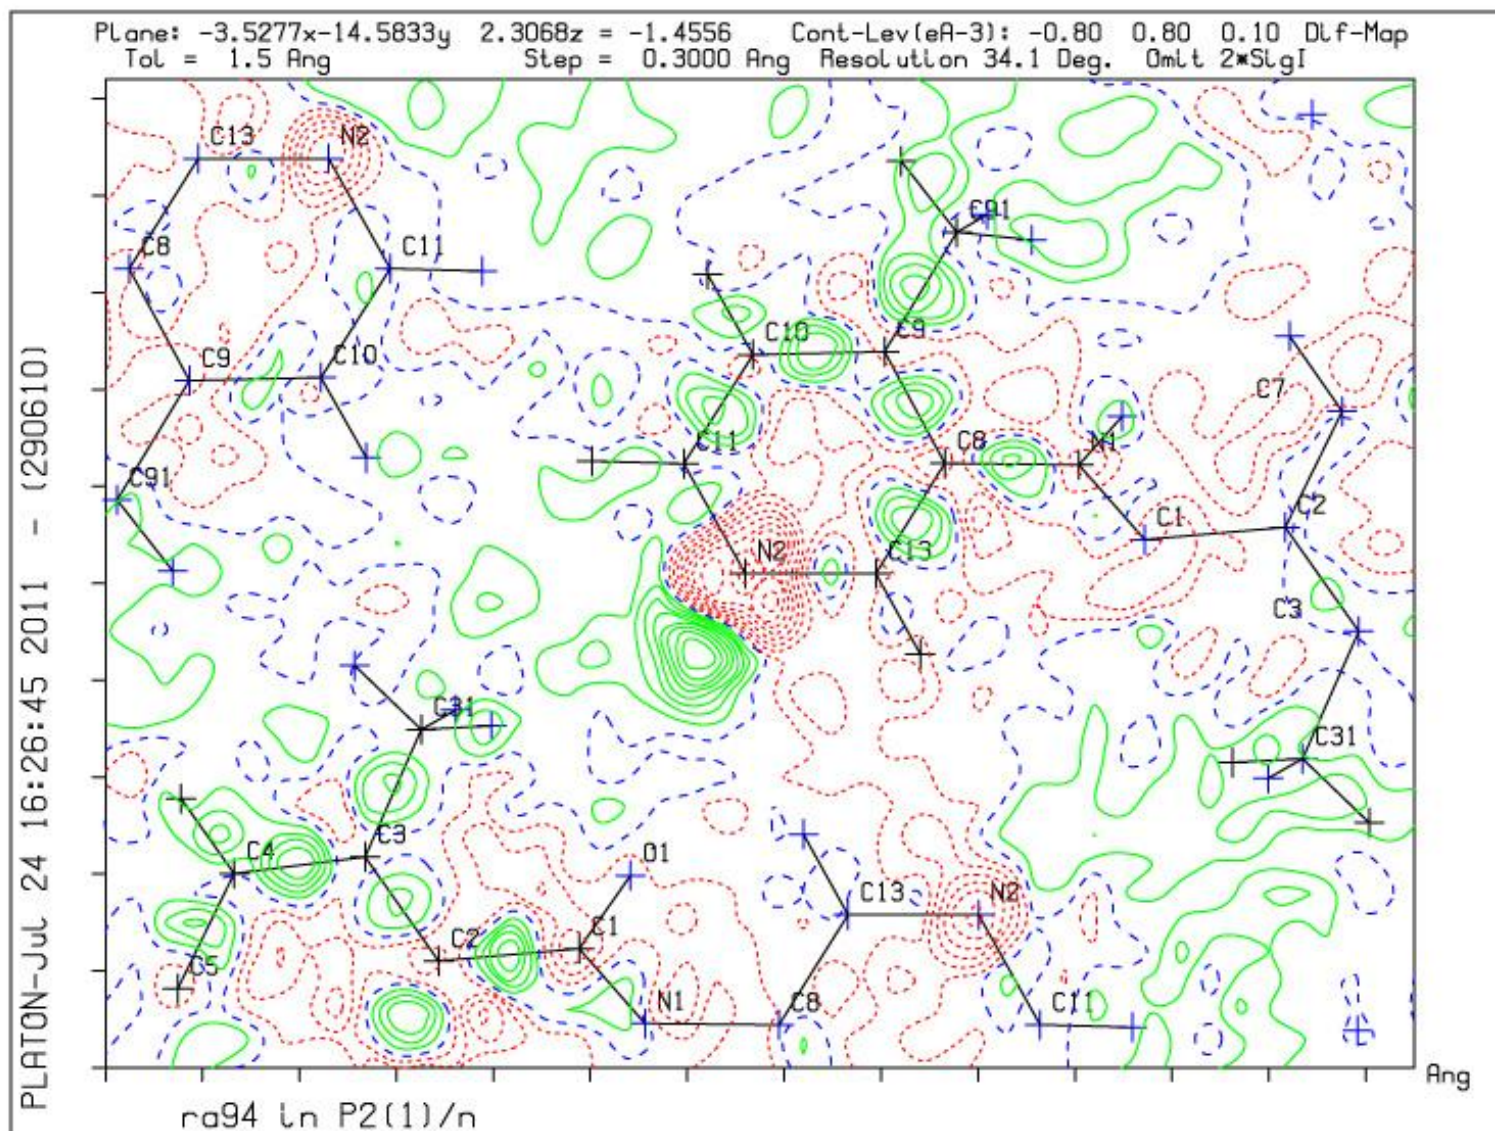 Plane: -3.5277x-14.5833y 2.3068z = -1.4556 Cont-Lev(eA-3): -0.80 0.80 0.10 Dif-Map
Tol = 1.5 Ang Step = 0.3000 Ang Resolution 34.1 Deg. Omit 2*SigI
PLATON-Jul 24 16:26:45 2011 - (290610)
C13 N2
C91
C8 C11
C10 C9
C9 C10
C7
C11 C8 N1
C91
C1 C2
N2 C13
C3
C31
C31
C4 C3
O1
C13 N2
C2 C1
C5
N1 C8 C11
Ang
ra94 in P2(1)/n